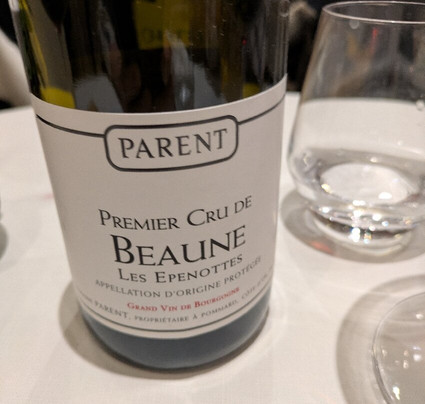 PARENT
PREMIER CRU DE
BEAUNE
LES EPENOTTES
APPELLATION D'ORIGINE PROTÉGÉE
GRAND VIN DE BOURGOGNE
PARENT, PROPRIÉTAIRE À POMMARD,